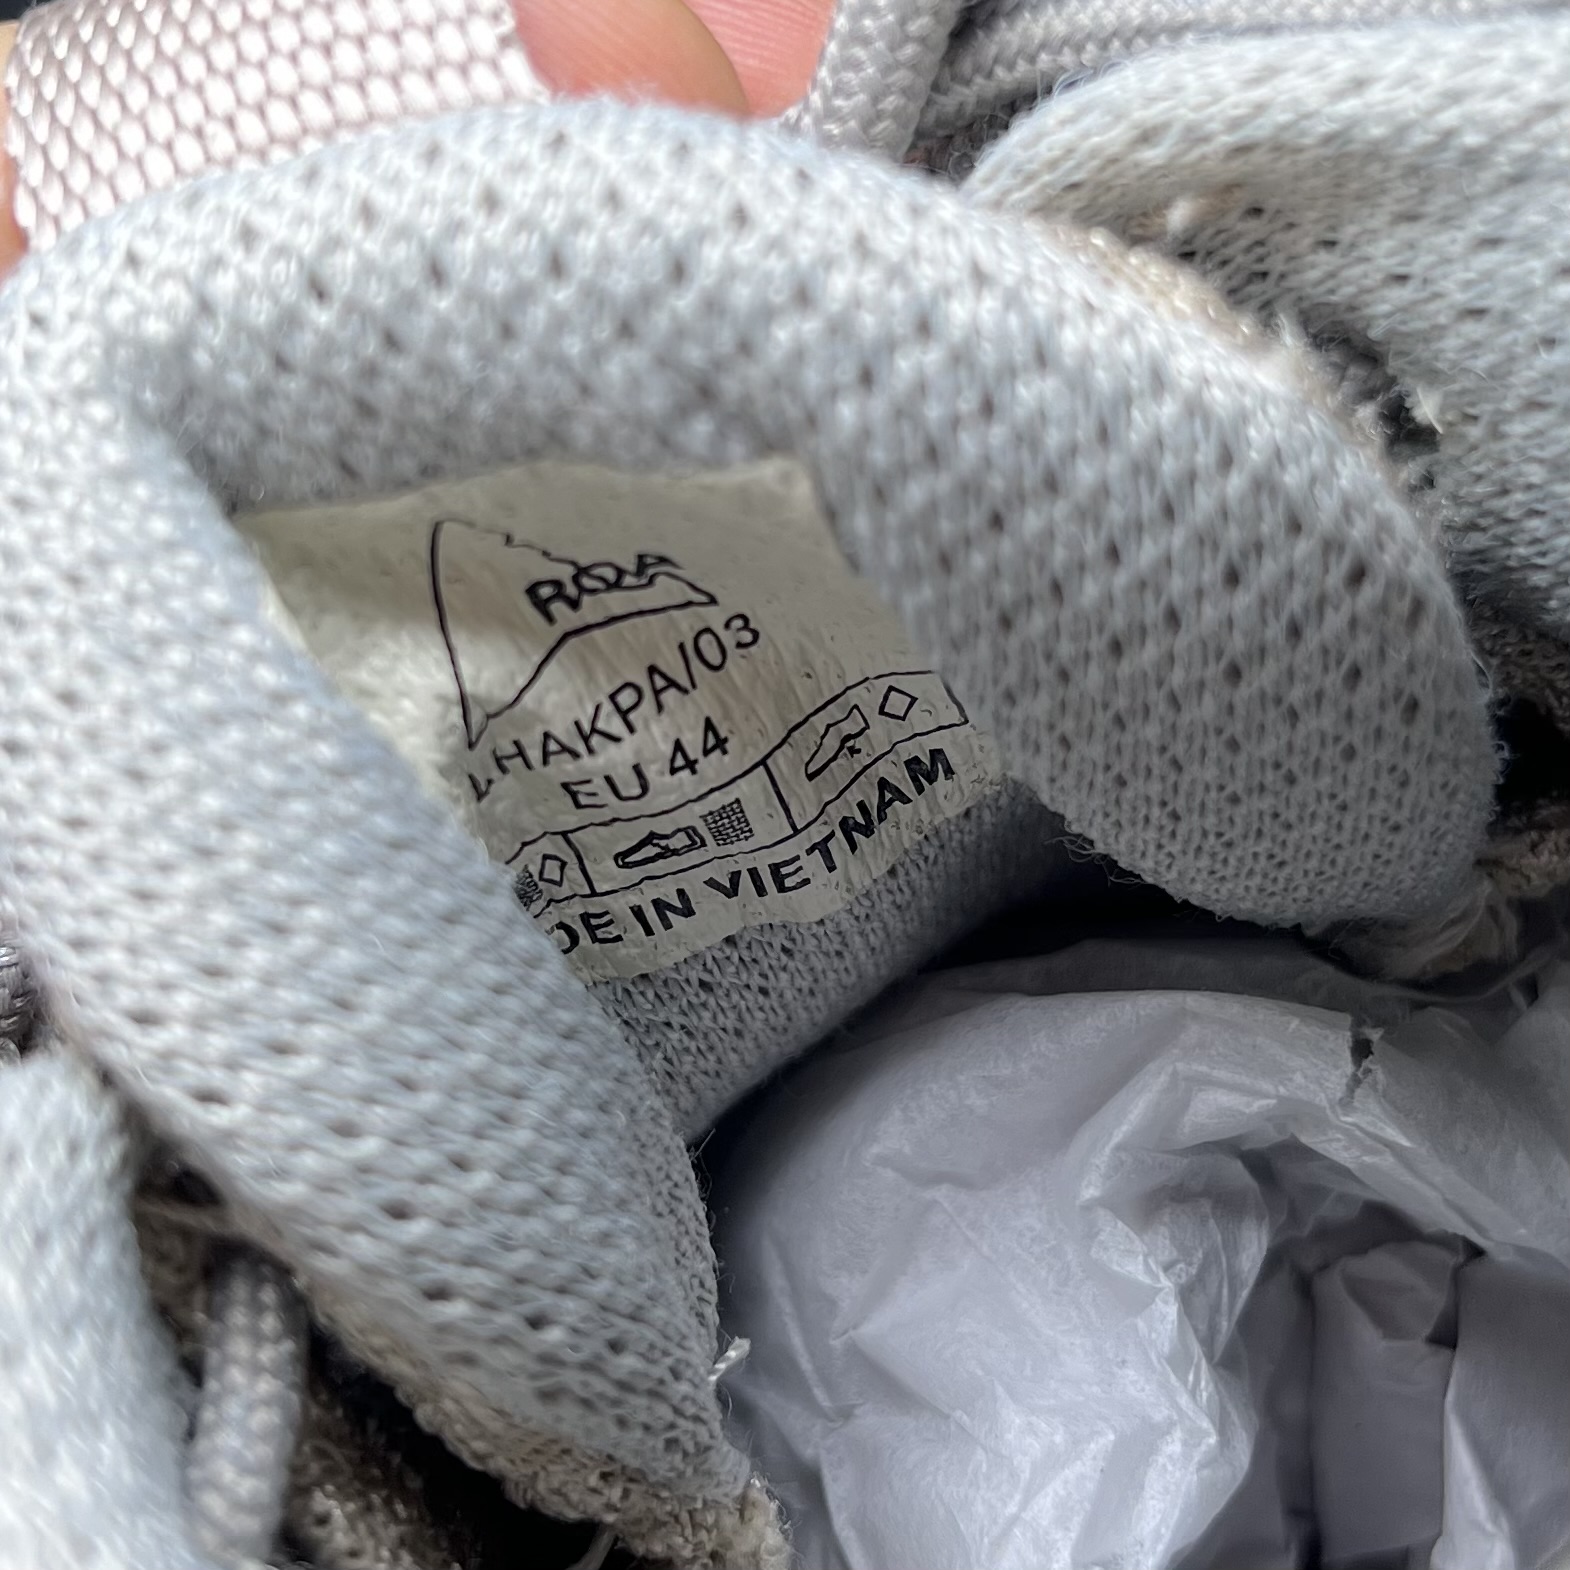 ROA
LHAKPA/03
EU 44
DE IN VIETNAM